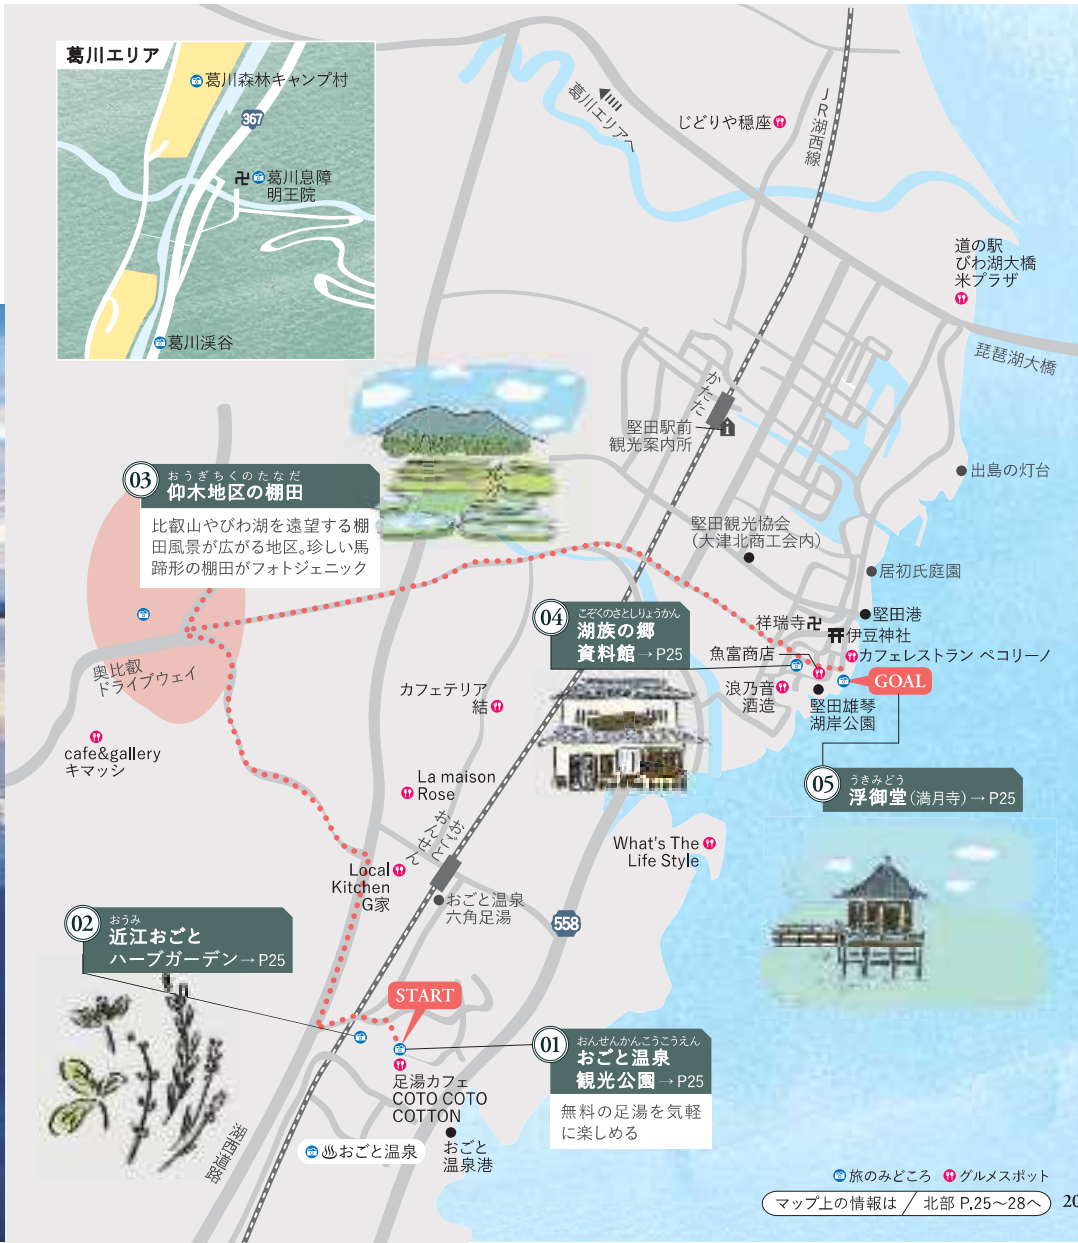 葛川エリア
葛川森林キャンプ村
367
葛川息障
明王院
葛川渓谷
葛川エリアへ
じどりや穏座
JR湖西線
道の駅
びわ湖大橋
米プラザ
琵琶湖大橋
かたた
堅田駅前
観光案内所
出島の灯台
03
おうぎちくのたなだ
仰木地区の棚田
比叡山やびわ湖を遠望する棚
田風景が広がる地区。珍しい馬
蹄形の棚田がフォトジェニック
堅田観光協会
(大津北商工会内)
居初氏庭園
04
こぞくのさとしりょうかん
湖族の郷
資料館→P25
祥瑞寺
堅田港
伊豆神社
魚富商店
カフェレストラン ペコリーノ
GOAL
浪乃音
酒造
堅田雄琴
湖岸公園
奥比叡
ドライブウェイ
カフェテリア
結
cafe&gallery
キマッシ
05
うきみどう
浮御堂(満月寺)→P25
La maison
Rose
おごと
おんせん
What's The
Life Style
Local
Kitchen
G家
おごと温泉
六角足湯
558
02
おうみ
近江おごと
ハーブガーデン→P25
START
01
おんせんかんこうこうえん
おごと温泉
観光公園→P25
無料の足湯を気軽
に楽しめる
足湯カフェ
COTO COTO
COTTON
湖西道路
おごと温泉
おごと
温泉港
旅のみどころ グルメスポット
マップ上の情報は / 北部 P.25〜28へ
20